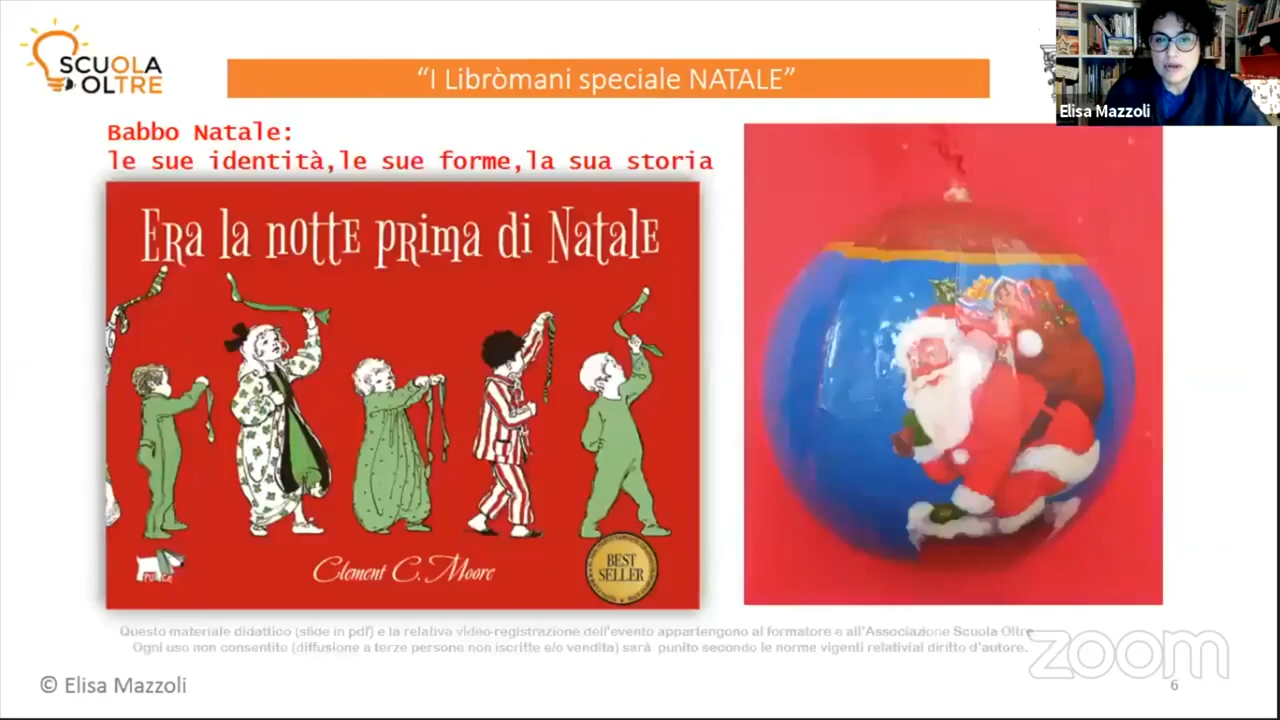 SCUOLA
OLTRE
“I Libròmani speciale NATALE”
Elisa Mazzoli
Babbo Natale:
le sue identità,le sue forme,la sua storia
Era la notte prima di Natale
Clement C. Moore
BEST
SELLER
Questo materiale didattico (slide in pdf) e la relativa video-registrazione dell'evento appartengono al formatore e all'Associazione Scuola Oltre.
Ogni uso non consentito (diffusione a terze persone non iscritte e/o vendita) sarà punito secondo le norme vigenti relativial diritto d'autore.
zoom
© Elisa Mazzoli
6